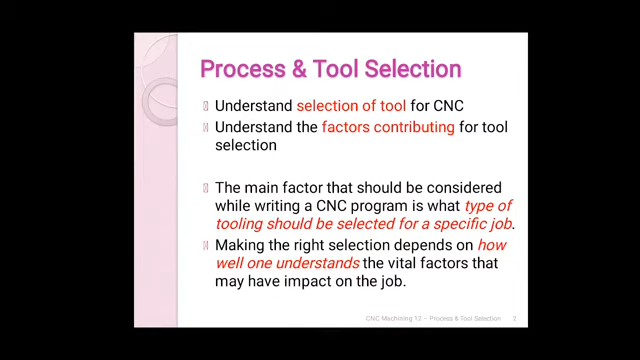 Process & Tool Selection
Understand selection of tool for CNC
Understand the factors contributing for tool
selection
The main factor that should be considered
while writing a CNC program is what type of
tooling should be selected for a specific job.
Making the right selection depends on how
well one understands the vital factors that
may have impact on the job.
CNC Machining 12 – Process & Tool Selection 2